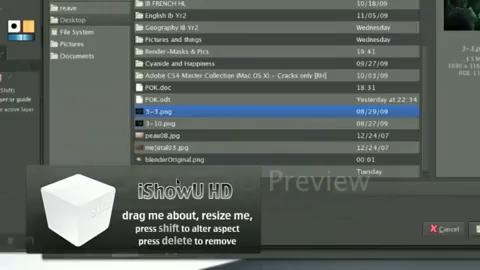 IB FRENCH HL 10/18/09
reave
English IB Yr2 11/05/09
Desktop
Geography IB Yr2 Wednesday
File System
Pictures and things Wednesday
Pictures
Render-Masks & Pics 19:41
Documents
Cyanide and Happiness 09/27/09
Adobe CS4 Master Collection (Mac OS X) - Cracks only [RH] 10/03/09
POK.doc 18:31
POK.odt Yesterday at 22:34
3-3.png 08/29/09
3-10.png 08/27/09
peau08.jpg 12/24/07
12/24/07
blenderOriginal.png 00:01
Tuesday
Preview
iShowU HD
drag me about, resize me,
press shift to alter aspect
press delete to remove
Cancel